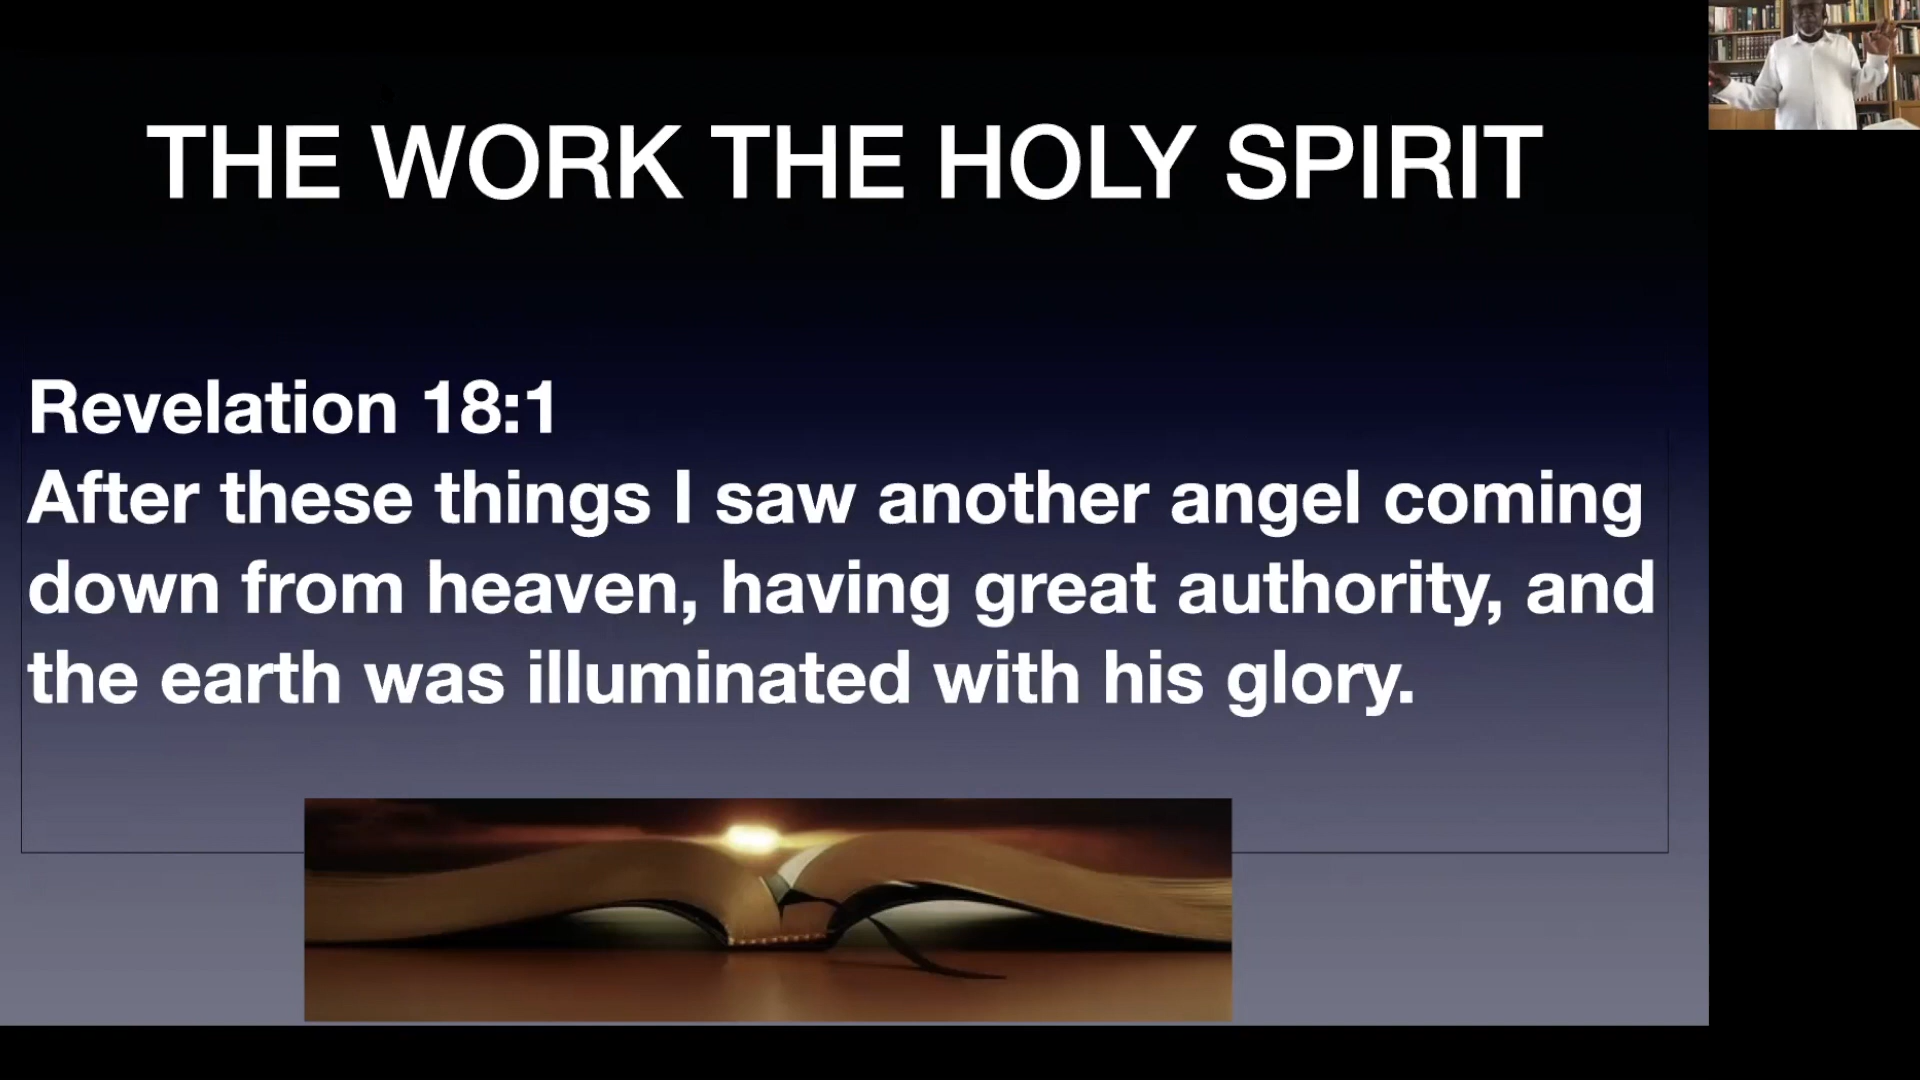 THE WORK THE HOLY SPIRIT
Revelation 18:1
After these things I saw another angel coming
down from heaven, having great authority, and
the earth was illuminated with his glory.